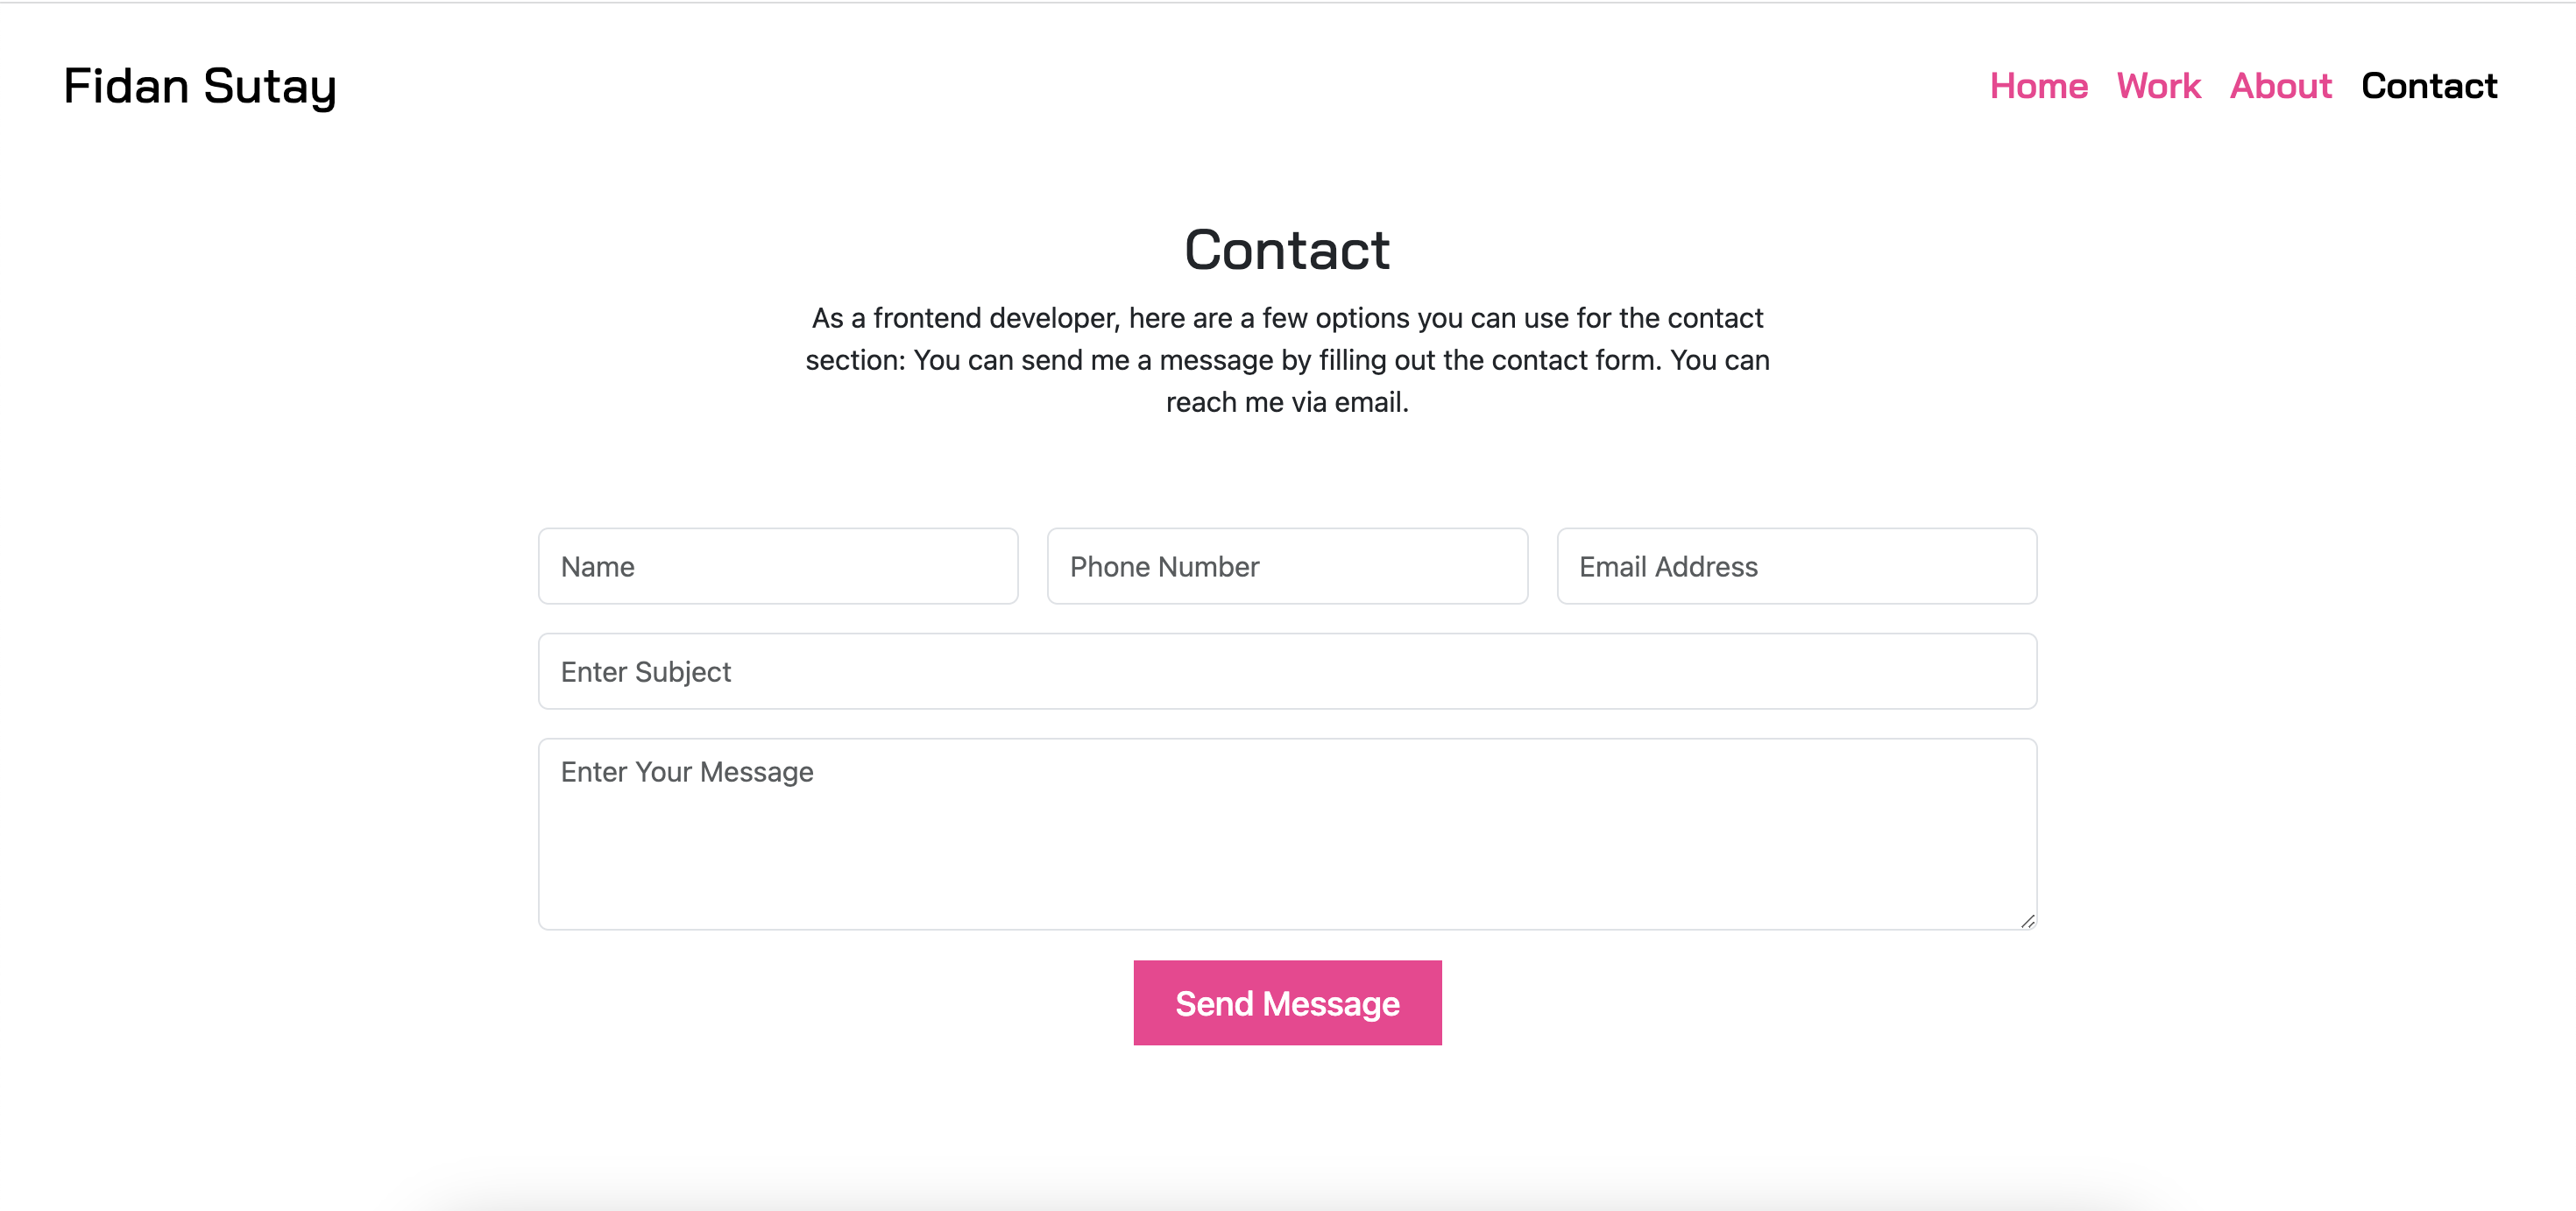 Fidan Sutay
Home Work About Contact
Contact
As a frontend developer, here are a few options you can use for the contact
section: You can send me a message by filling out the contact form. You can
reach me via email.
Name
Phone Number
Email Address
Enter Subject
Enter Your Message
Send Message